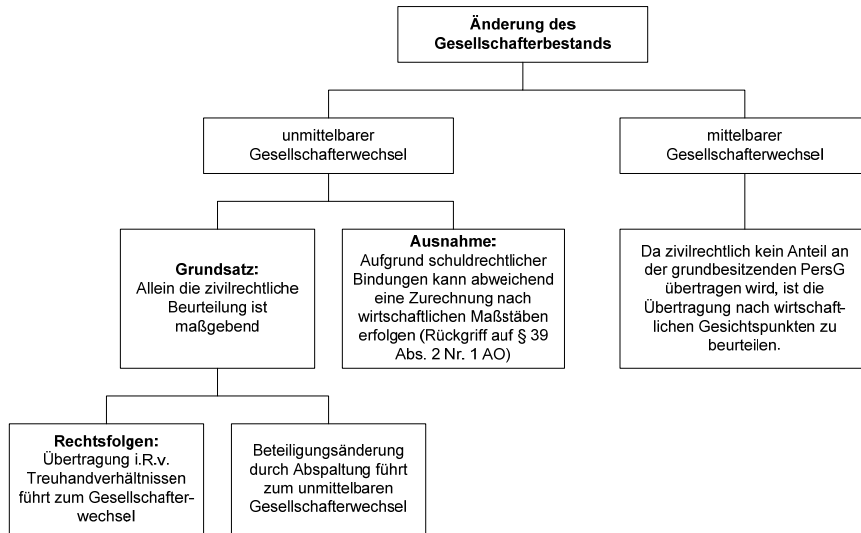 Änderung des
Gesellschafterbestands
unmittelbarer
Gesellschafterwechsel
mittelbarer
Gesellschafterwechsel
Grundsatz:
Allein die zivilrechtliche
Beurteilung ist
maßgebend
Ausnahme:
Aufgrund schuldrechtlicher
Bindungen kann abweichend
eine Zurechnung nach
wirtschaftlichen Maßstäben
erfolgen (Rückgriff auf § 39
Abs. 2 Nr. 1 AO)
Da zivilrechtlich kein Anteil an
der grundbesitzenden PersG
übertragen wird, ist die
Übertragung nach wirtschaft-
lichen Gesichtspunkten zu
beurteilen.
Rechtsfolgen:
Übertragung i.R.v.
Treuhandverhältnissen
führt zum Gesellschafter-
wechsel
Beteiligungsänderung
durch Abspaltung führt
zum unmittelbaren
Gesellschafterwechsel